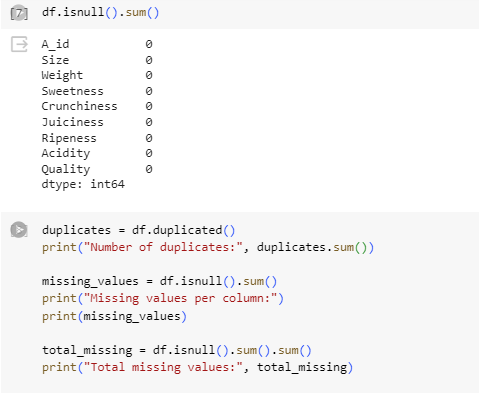 [7] df.isnull().sum()
A_id 0
Size 0
Weight 0
Sweetness 0
Crunchiness 0
Juiciness 0
Ripeness 0
Acidity 0
Quality 0
dtype: int64
duplicates = df.duplicated()
print("Number of duplicates:", duplicates.sum())
missing_values = df.isnull().sum()
print("Missing values per column:")
print(missing_values)
total_missing = df.isnull().sum().sum()
print("Total missing values:", total_missing)